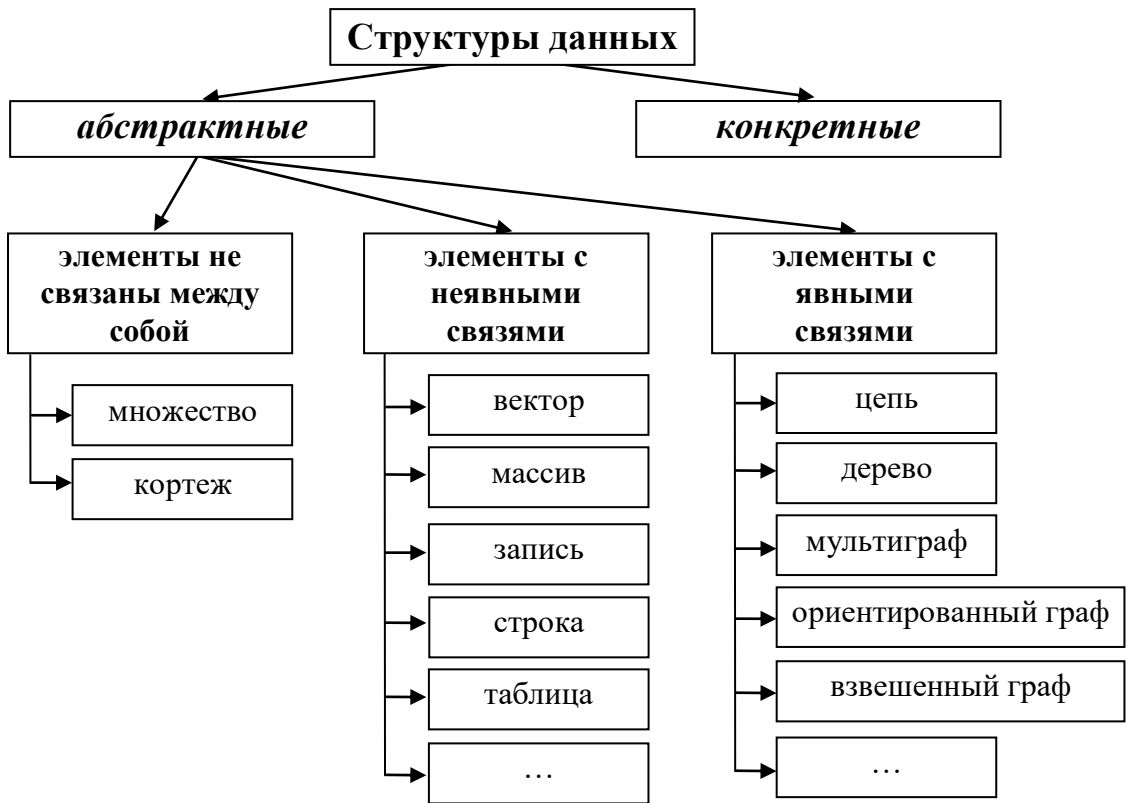 Структуры данных
абстрактные
конкретные
элементы не
связаны между
собой
множество
кортеж
элементы с
неявными
связями
вектор
массив
запись
строка
таблица
…
элементы с
явными
связями
цепь
дерево
мультиграф
ориентированный граф
взвешенный граф
…